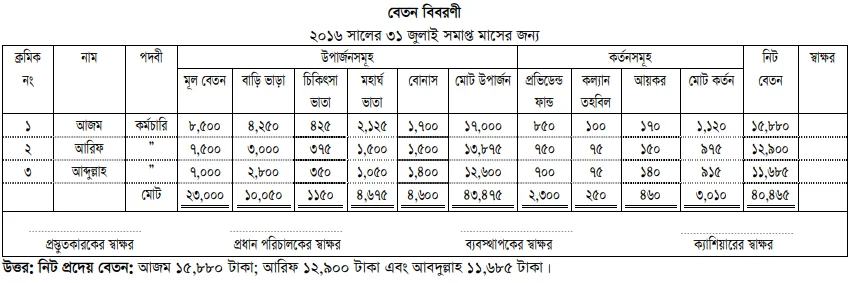 বেতন বিবরণী
২০১৬ সালের ৩১ জুলাই সমাপ্ত মাসের জন্য
ক্রমিক নং নাম পদবী উপার্জনসমূহ কর্তনসমূহ নিট বেতন স্বাক্ষর
মূল বেতন বাড়ি ভাড়া চিকিৎসা ভাতা মহার্ঘ ভাতা বোনাস মোট উপার্জন প্রভিডেন্ড ফান্ড কল্যান তহবিল আয়কর মোট কর্তন
১ আজম কর্মচারি ৮,৫০০ ৪,২৫০ ৪২৫ ২,১২৫ ১,৭০০ ১৭,০০০ ৮৫০ ১০০ ১৭০ ১,১২০ ১৫,৮৮০
২ আরিফ " ৭,৫০০ ৩,০০০ ৩৭৫ ১,৫০০ ১,৫০০ ১৩,৮৭৫ ৭৫০ ৭৫ ১৫০ ৯৭৫ ১২,৯০০
৩ আব্দুল্লাহ " ৭,০০০ ২,৮০০ ৩৫০ ১,০৫০ ১,৪০০ ১২,৬০০ ৭০০ ৭৫ ১৪০ ৯১৫ ১১,৬৮৫
মোট ২৩,০০০ ১০,০৫০ ১১৫০ ৪,৬৭৫ ৪,৬০০ ৪৩,৪৭৫ ২,৩০০ ২৫০ ৪৬০ ৩,০১০ ৪০,৪৬৫
প্রস্তুতকারকের স্বাক্ষর প্রধান পরিচালকের স্বাক্ষর ব্যবস্থাপকের স্বাক্ষর ক্যাশিয়ারের স্বাক্ষর
উত্তর: নিট প্রদেয় বেতন: আজম ১৫,৮৮০ টাকা; আরিফ ১২,৯০০ টাকা এবং আবদুল্লাহ ১১,৬৮৫ টাকা।